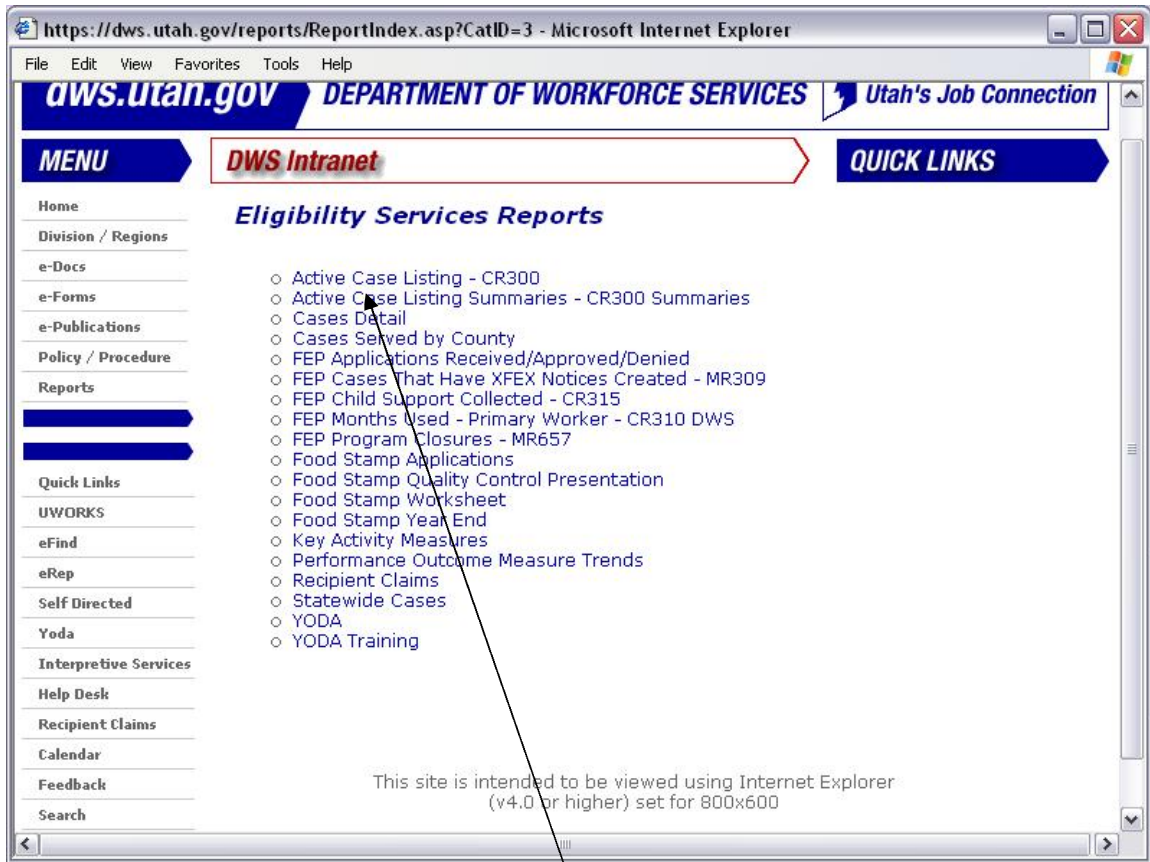 https://dws.utah.gov/reports/ReportIndex.asp?CatID=3 - Microsoft Internet Explorer
File Edit View Favorites Tools Help
dws.utah.gov DEPARTMENT OF WORKFORCE SERVICES Utah's Job Connection
MENU DWS Intranet QUICK LINKS
Home
Division / Regions
e-Docs
e-Forms
e-Publications
Policy / Procedure
Reports
Quick Links
UWORKS
eFind
eRep
Self Directed
Yoda
Interpretive Services
Help Desk
Recipient Claims
Calendar
Feedback
Search
Eligibility Services Reports
Active Case Listing - CR300
Active Case Listing Summaries - CR300 Summaries
Cases Detail
Cases Served by County
FEP Applications Received/Approved/Denied
FEP Cases That Have XFEX Notices Created - MR309
FEP Child Support Collected - CR315
FEP Months Used - Primary Worker - CR310 DWS
FEP Program Closures - MR657
Food Stamp Applications
Food Stamp Quality Control Presentation
Food Stamp Worksheet
Food Stamp Year End
Key Activity Measures
Performance Outcome Measure Trends
Recipient Claims
Statewide Cases
YODA
YODA Training
This site is intended to be viewed using Internet Explorer
(v4.0 or higher) set for 800x600